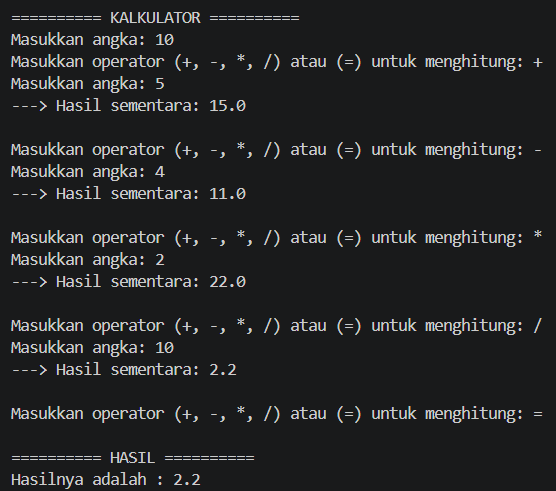 ========== KALKULATOR ==========
Masukkan angka: 10
Masukkan operator (+, -, *, /) atau (=) untuk menghitung: +
Masukkan angka: 5
---> Hasil sementara: 15.0
Masukkan operator (+, -, *, /) atau (=) untuk menghitung: -
Masukkan angka: 4
---> Hasil sementara: 11.0
Masukkan operator (+, -, *, /) atau (=) untuk menghitung: *
Masukkan angka: 2
---> Hasil sementara: 22.0
Masukkan operator (+, -, *, /) atau (=) untuk menghitung: /
Masukkan angka: 10
---> Hasil sementara: 2.2
Masukkan operator (+, -, *, /) atau (=) untuk menghitung: =
========== HASIL ==========
Hasilnya adalah : 2.2